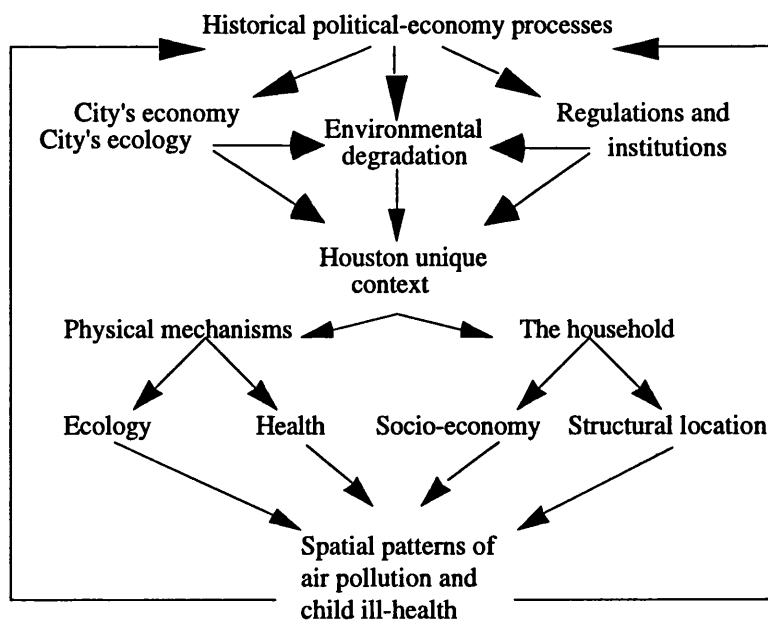 Historical political-economy processes
City's economy
City's ecology
Environmental
degradation
Regulations and
institutions
Houston unique
context
Physical mechanisms
The household
Ecology
Health
Socio-economy
Structural location
Spatial patterns of
air pollution and
child ill-health